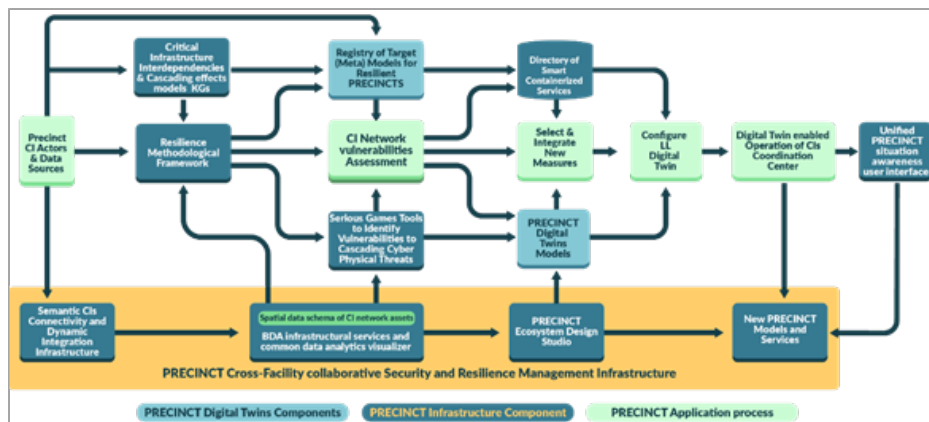 Critical
Infrastructure
Interdependencies
& Cascading effects
models KGs
Registry of Target
(Meta) Models for
Resilient
PRECINCTS
Directory of
Smart
Containerized
Services
Precinct
CI Actors
& Data
Sources
Resilience
Methodological
Framework
CI Network
vulnerabilities
Assessment
Select &
Integrate
New
Measures
Configure
LL
Digital
Twin
Digital Twin enabled
Operation of CIs
Coordination
Center
Unified
PRECINCT
situation
awareness
user interface
Serious Games Tools
to Identify
Vulnerabilities to
Cascading Cyber
Physical Threats
PRECINCT
Digital
Twins
Models
Semantic CIs
Connectivity and
Dynamic
Integration
Infrastructure
Spatial data schema of CI network assets
BDA infrastructural services and
common data analytics visualizer
PRECINCT
Ecosystem Design
Studio
New PRECINCT
Models and
Services
PRECINCT Cross-Facility collaborative Security and Resilience Management Infrastructure
PRECINCT Digital Twins Components
PRECINCT Infrastructure Component
PRECINCT Application process